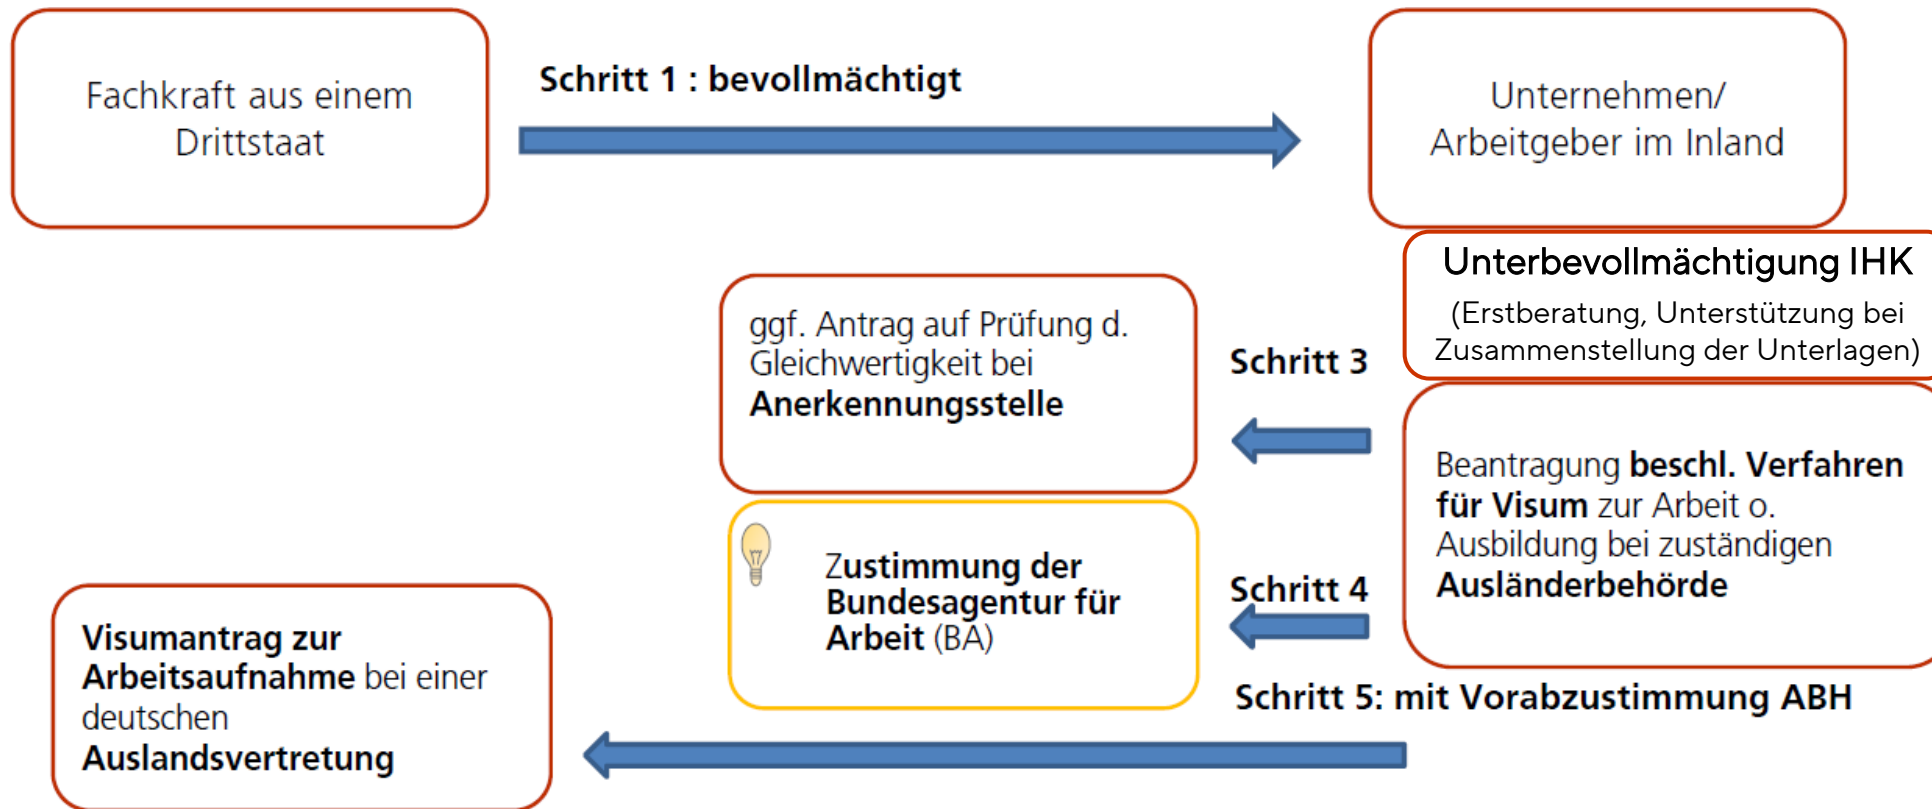 Fachkraft aus einem
Drittstaat
Schritt 1 : bevollmächtigt
Unternehmen/
Arbeitgeber im Inland
Unterbevollmächtigung IHK
(Erstberatung, Unterstützung bei
Zusammenstellung der Unterlagen)
ggf. Antrag auf Prüfung d.
Gleichwertigkeit bei
Anerkennungsstelle
Schritt 3
Beantragung beschl. Verfahren
für Visum zur Arbeit o.
Ausbildung bei zuständigen
Ausländerbehörde
Zustimmung der
Bundesagentur für
Arbeit (BA)
Schritt 4
Schritt 5: mit Vorabzustimmung ABH
Visumantrag zur
Arbeitsaufnahme bei einer
deutschen
Auslandsvertretung